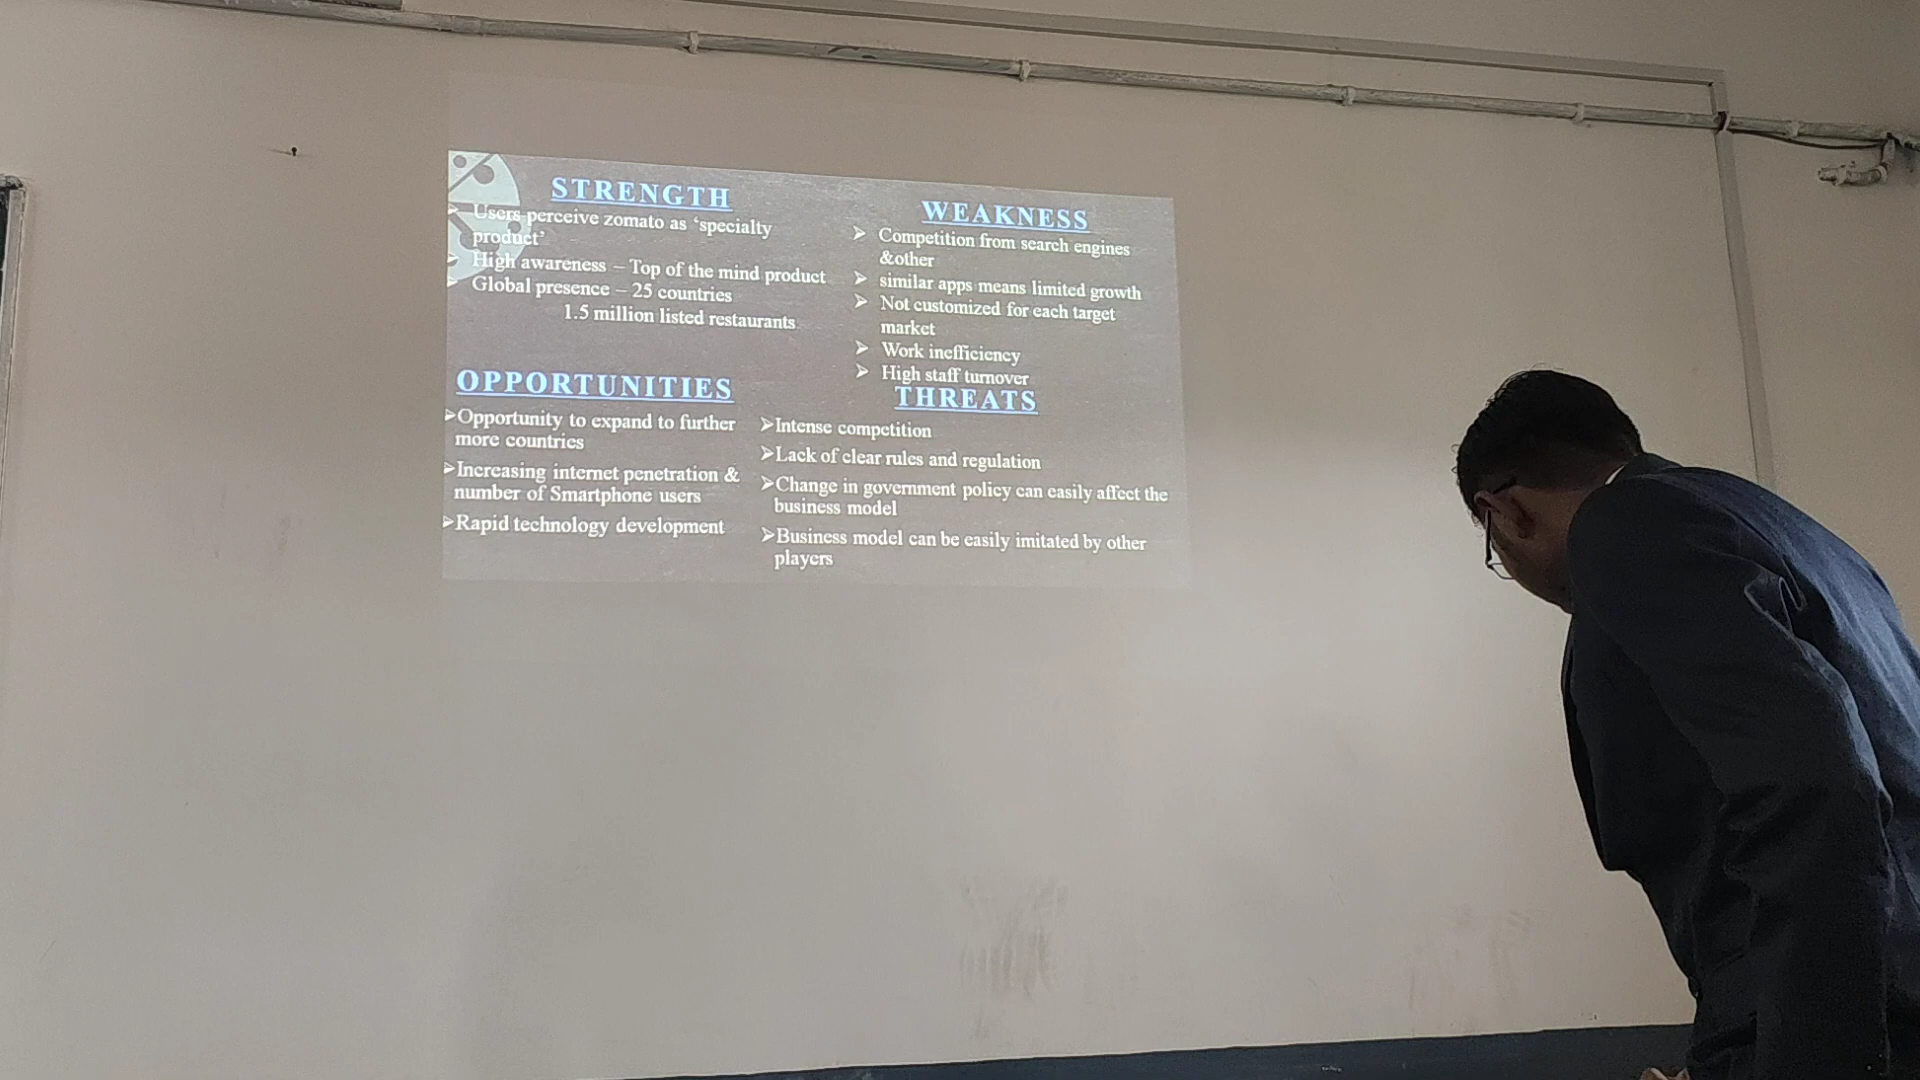 STRENGTH
Users perceive zomato as ‘specialty
product’
High awareness – Top of the mind product
Global presence – 25 countries
1.5 million listed restaurants
WEAKNESS
Competition from search engines
&other
similar apps means limited growth
Not customized for each target
market
Work inefficiency
High staff turnover
OPPORTUNITIES
Opportunity to expand to further
more countries
Increasing internet penetration &
number of Smartphone users
Rapid technology development
THREATS
Intense competition
Lack of clear rules and regulation
Change in government policy can easily affect the
business model
Business model can be easily imitated by other
players